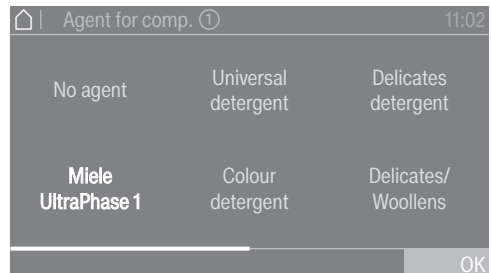 Agent for comp. ①
11:02
No agent
Universal
detergent
Delicates
detergent
Miele
UltraPhase 1
Colour
detergent
Delicates/
Woollens
OK